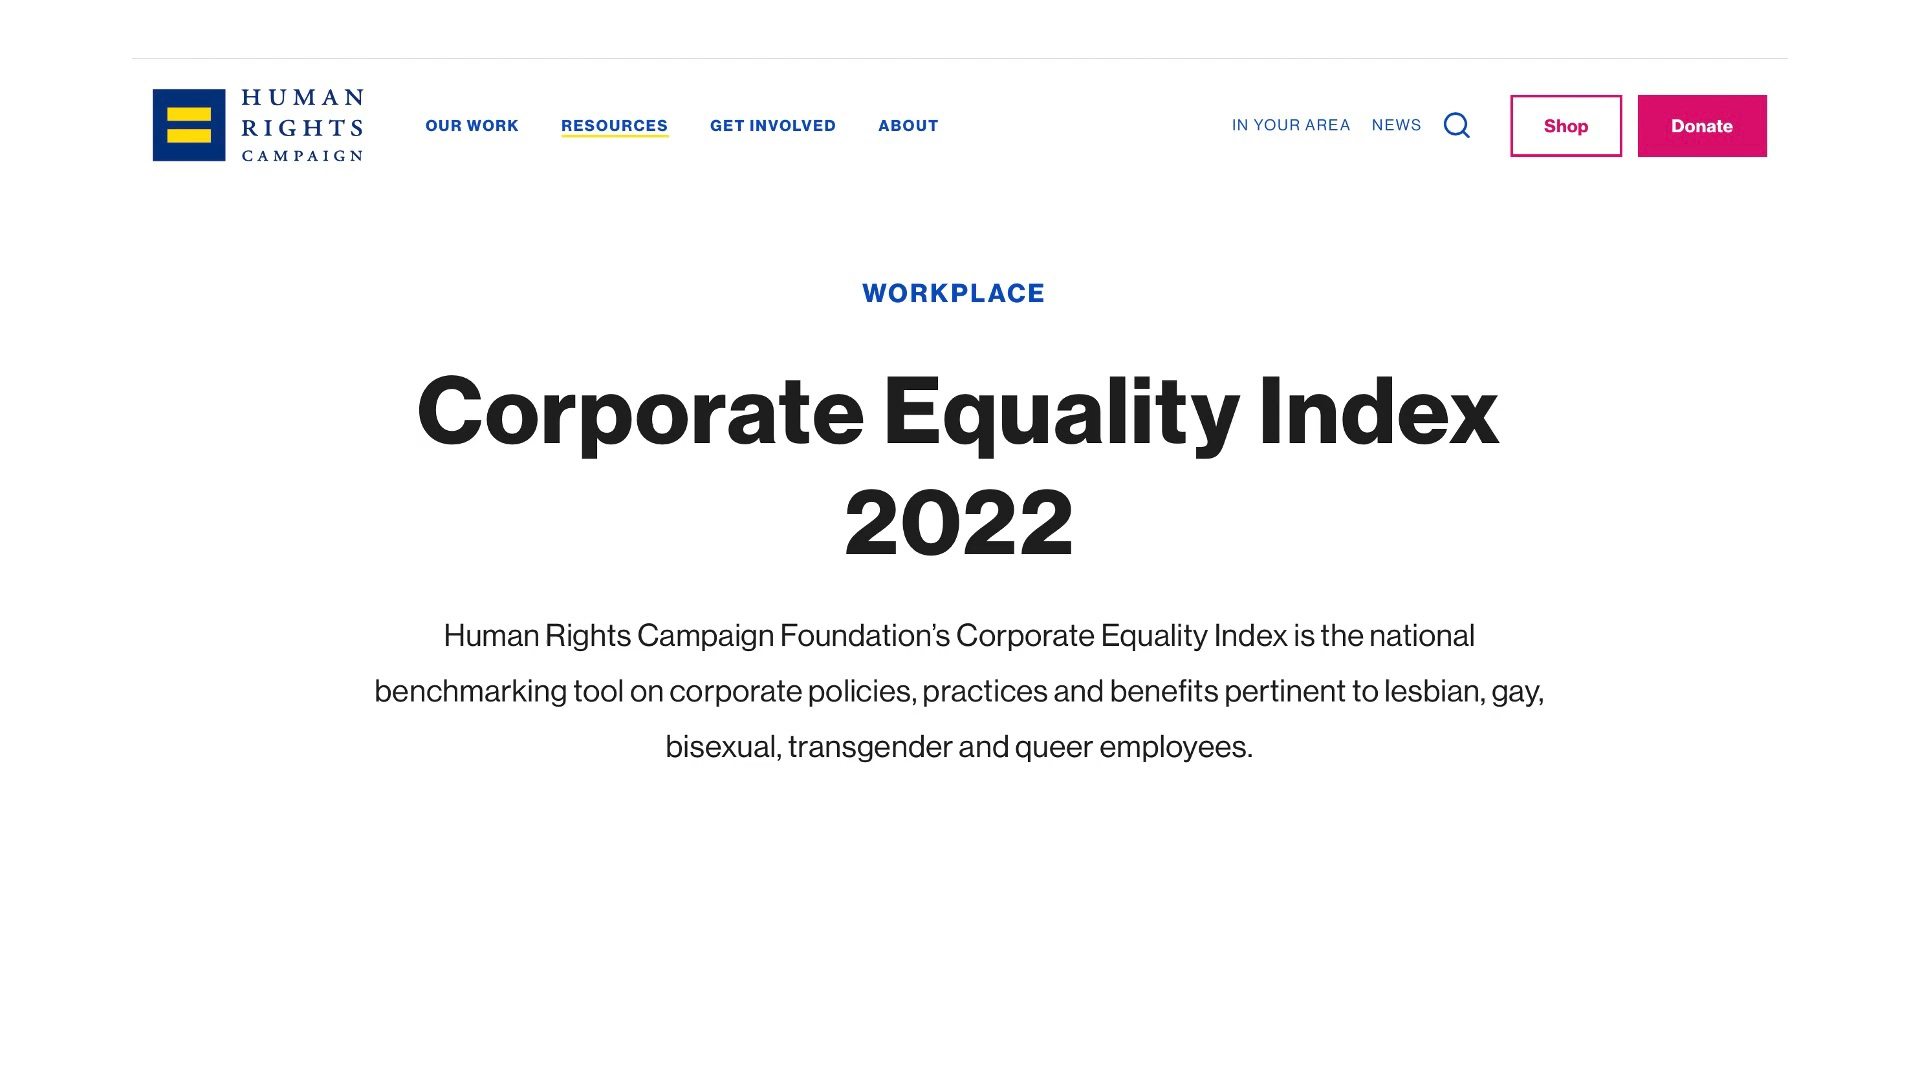 HUMAN
RIGHTS
CAMPAIGN
OUR WORK RESOURCES GET INVOLVED ABOUT IN YOUR AREA NEWS Shop Donate
WORKPLACE
Corporate Equality Index
2022
Human Rights Campaign Foundation’s Corporate Equality Index is the national
benchmarking tool on corporate policies, practices and benefits pertinent to lesbian, gay,
bisexual, transgender and queer employees.